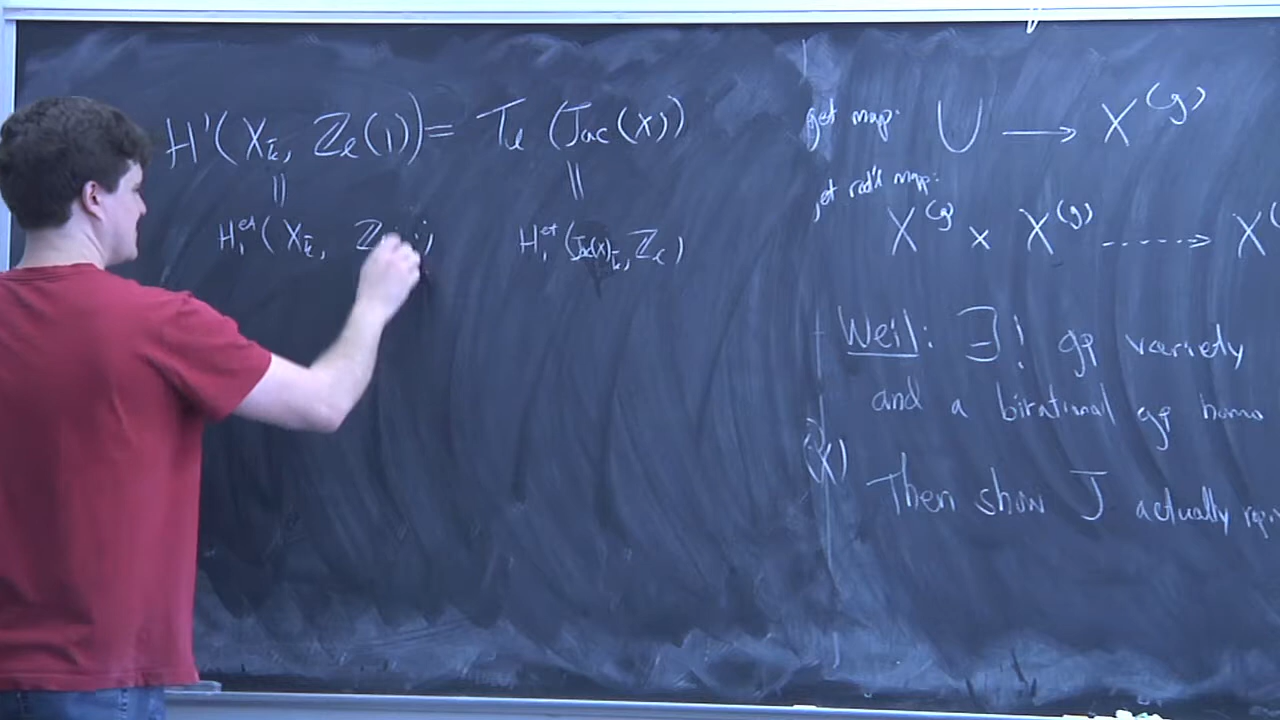 H¹(X_k̄, ℤ_ℓ(1)) = T_ℓ (Jac(X))
|| ||
H₁^et(X_k̄, ℤ H₁^et(Jac(X)_k̄, ℤ_ℓ)
get map: U → X^(g)
get rat'l map:
X^(g) × X^(g) ⇢ X^(
Weil: ∃! gp variety
and a birational gp homo
(X)
Then show J actually